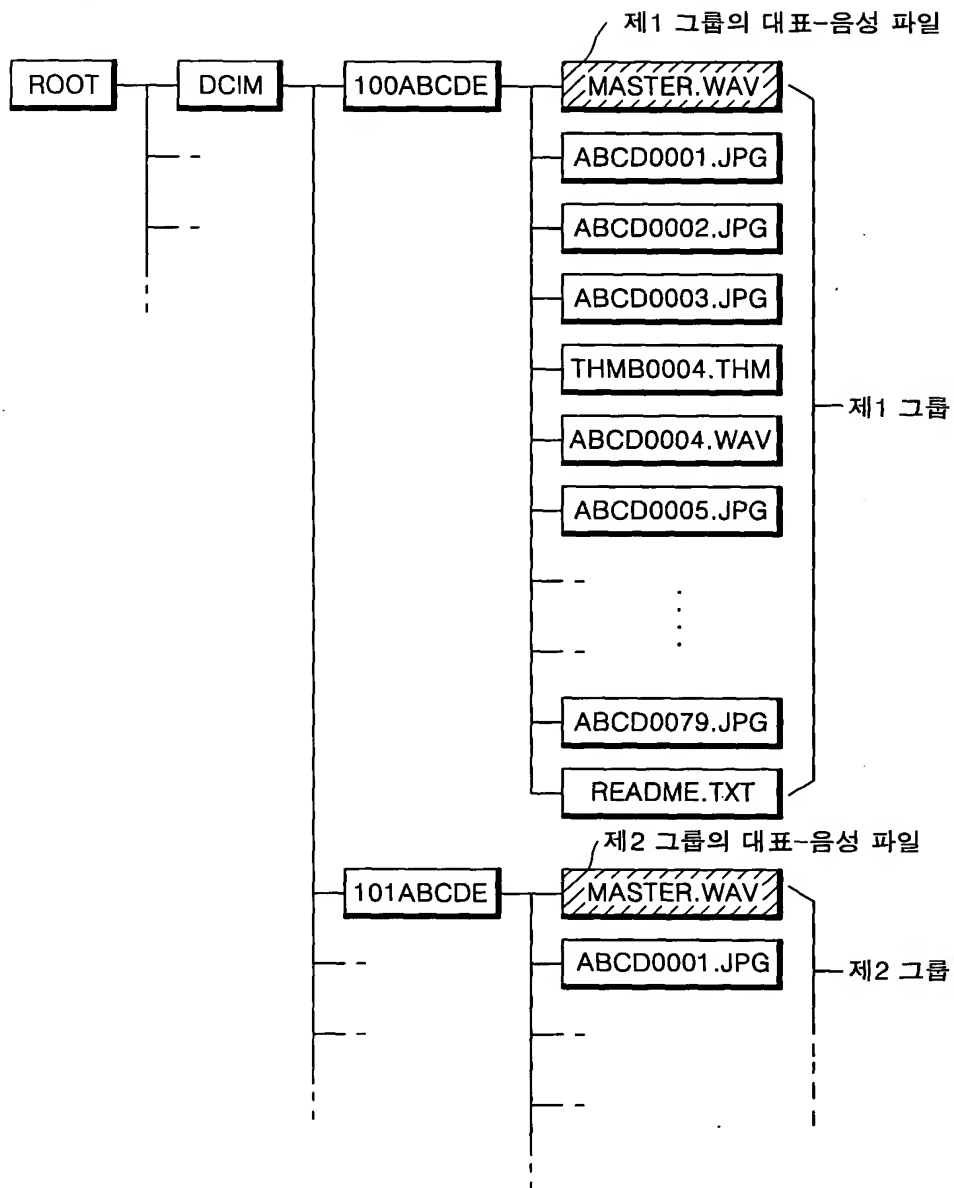 제1 그룹의 대표-음성 파일
ROOT
DCIM
100ABCDE
MASTER.WAV
ABCD0001.JPG
ABCD0002.JPG
ABCD0003.JPG
THMB0004.THM
제1 그룹
ABCD0004.WAV
ABCD0005.JPG
ABCD0079.JPG
README.TXT
제2 그룹의 대표-음성 파일
101ABCDE
MASTER.WAV
ABCD0001.JPG
제2 그룹